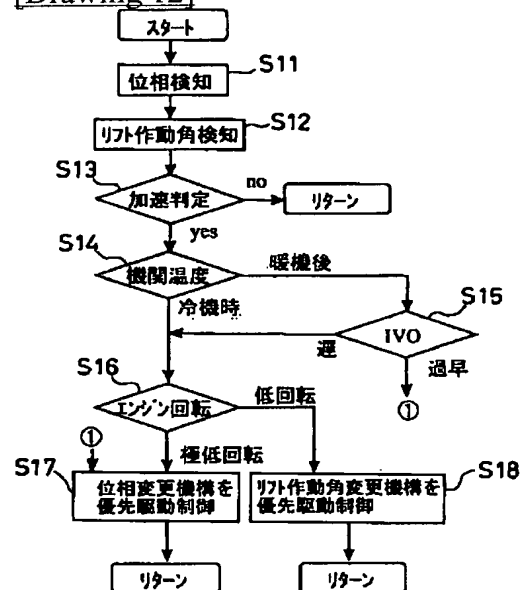 [Drawing 12]
スタート
位相検知
S11
リフト作動角検知
S12
S13
加速判定
no
リターン
yes
S14
機関温度
暖機後
冷機時
S15
IVO
遅
過早
①
S16
エンジン回転
低回転
①
極低回転
S17
位相変更機構を
優先駆動制御
リフト作動角変更機構を
優先駆動制御
S18
リターン
リターン